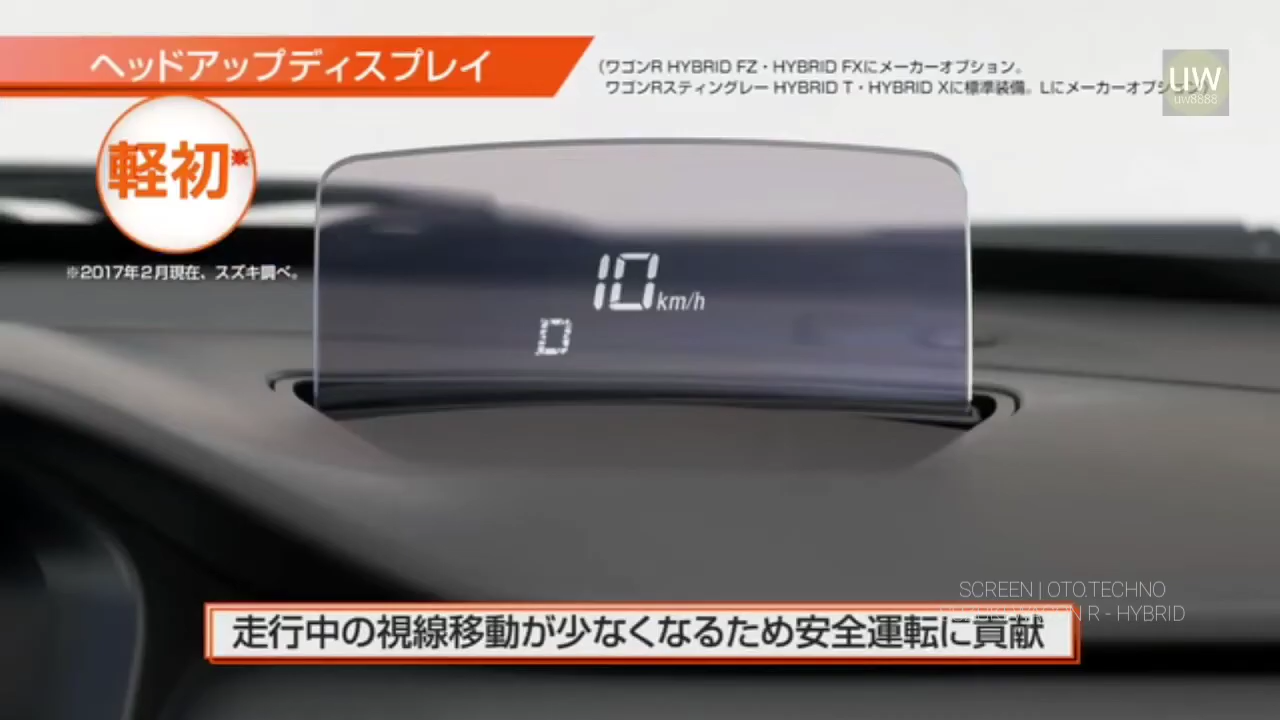 ヘッドアップディスプレイ
(ワゴンR HYBRID FZ・HYBRID FXにメーカーオプション。
ワゴンRスティングレー HYBRID T・HYBRID Xに標準装備。Lにメーカーオプション)
UW
uw8888
軽初※
※2017年2月現在、スズキ調べ。
10km/h
D
SCREEN | OTO.TECHNO
SUZUKI WAGON R - HYBRID
走行中の視線移動が少なくなるため安全運転に貢献